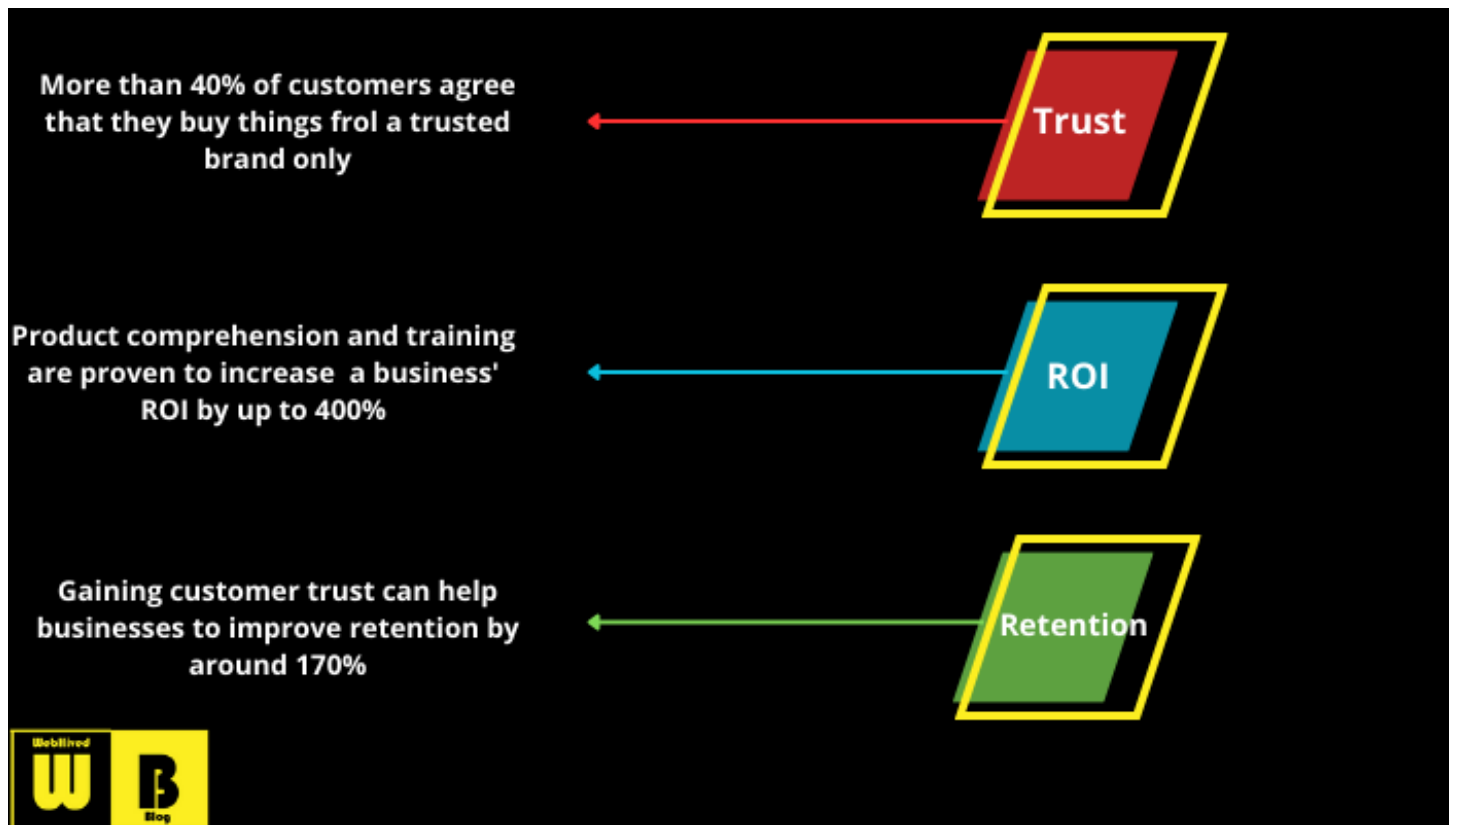 More than 40% of customers agree
that they buy things frol a trusted
brand only
Trust
Product comprehension and training
are proven to increase  a business'
ROI by up to 400%
ROI
Gaining customer trust can help
businesses to improve retention by
around 170%
Retention
WebHived
W
B
Blog